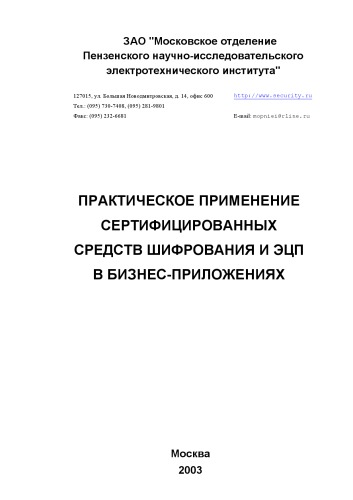 ЗАО "Московское отделение
Пензенского научно-исследовательского
электротехнического института"
127015, ул. Большая Новодмитровская, д. 14, офис 600 http://www.security.ru
Тел.: (095) 730-7408, (095) 281-9801
Факс: (095) 232-6681 E-mail: mopniei@cline.ru
ПРАКТИЧЕСКОЕ ПРИМЕНЕНИЕ
СЕРТИФИЦИРОВАННЫХ
СРЕДСТВ ШИФРОВАНИЯ И ЭЦП
В БИЗНЕС-ПРИЛОЖЕНИЯХ
Москва
2003